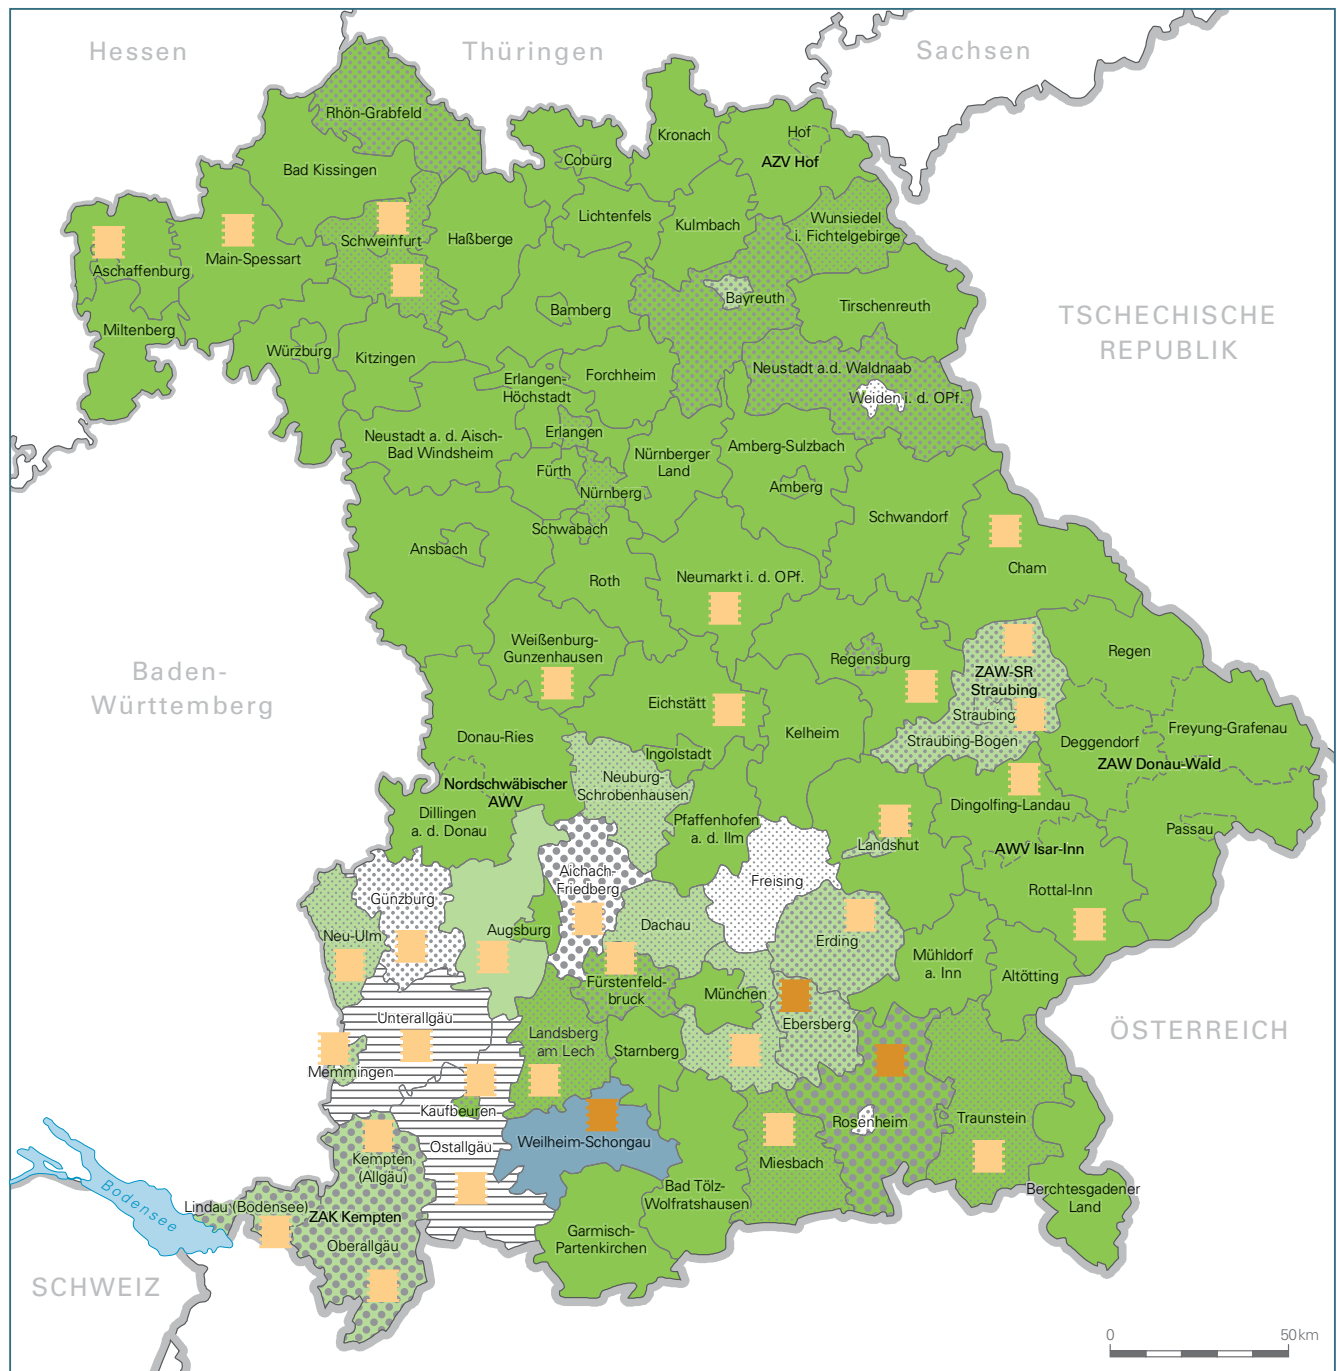 Hessen
Thüringen
Sachsen
Rhön-Grabfeld
Kronach
Hof
AZV Hof
Coburg
Bad Kissingen
Lichtenfels
Kulmbach
Wunsiedel
i. Fichtelgebirge
Schweinfurt
Haßberge
Main-Spessart
Aschaffenburg
Bayreuth
Tirschenreuth
TSCHECHISCHE
REPUBLIK
Bamberg
Miltenberg
Würzburg
Kitzingen
Forchheim
Erlangen-
Höchstadt
Neustadt a.d. Waldnaab
Weiden i. d. OPf.
Neustadt a. d. Aisch-
Bad Windsheim
Erlangen
Fürth
Nürnberger
Land
Amberg-Sulzbach
Nürnberg
Amberg
Schwabach
Schwandorf
Ansbach
Roth
Neumarkt i. d. OPf.
Cham
Weißenburg-
Gunzenhausen
Regensburg
Regen
Baden-
Württemberg
ZAW-SR
Straubing
Straubing
Straubing-Bogen
Eichstätt
Kelheim
Donau-Ries
Ingolstadt
Deggendorf
Freyung-Grafenau
ZAW Donau-Wald
Nordschwäbischer
AWV
Neuburg-
Schrobenhausen
Dillingen
a. d. Donau
Pfaffenhofen
a. d. Ilm
Dingolfing-Landau
Passau
Landshut
AWV Isar-Inn
Rottal-Inn
Aichach-
Friedberg
Freising
Günzburg
Neu-Ulm
Augsburg
Dachau
Erding
Mühldorf
a. Inn
Altötting
Fürstenfeld-
bruck
München
Ebersberg
Unterallgäu
Landsberg
am Lech
Starnberg
ÖSTERREICH
Memmingen
Kaufbeuren
Rosenheim
Traunstein
Ostallgäu
Weilheim-Schongau
Miesbach
Kempten
(Allgäu)
Bad Tölz-
Wolfratshausen
Berchtesgadener
Land
Bodensee
Lindau (Bodensee)
ZAK Kempten
Oberallgäu
Garmisch-
Partenkirchen
SCHWEIZ
0 50 km